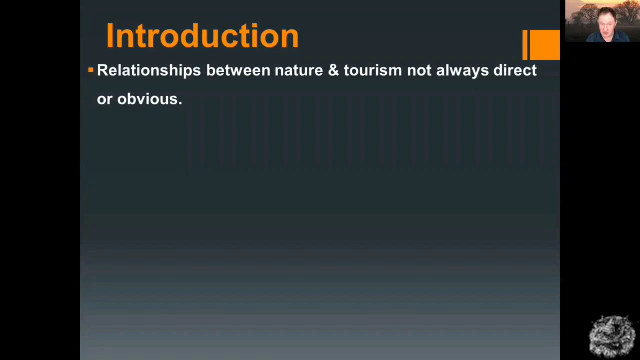 Introduction
Relationships between nature & tourism not always direct
or obvious.